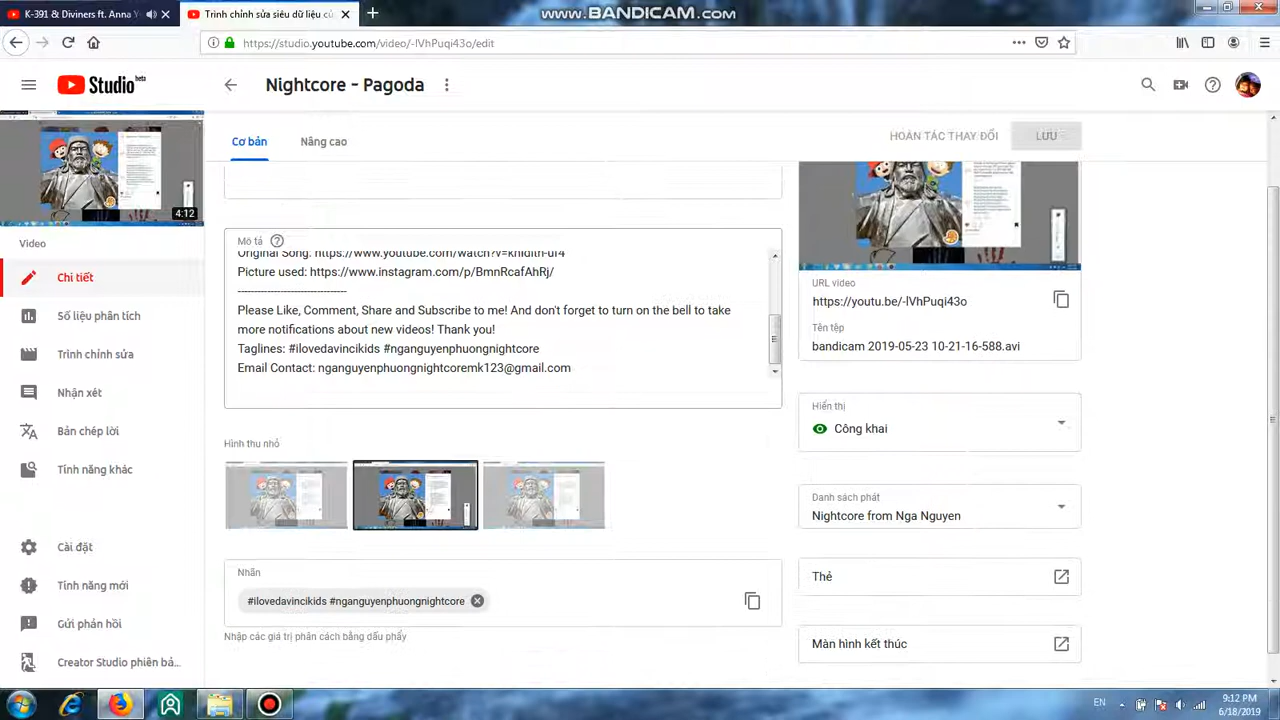 K-391 & Diviners ft. Anna Y
Trình chỉnh sửa siêu dữ liệu củ
www.BANDICAM.com
https://studio.youtube.com/video/-lVhPuqi43o/edit
Studio beta
Nightcore - Pagoda
4:12
Cơ bản
Nâng cao
HOÀN TÁC THAY ĐỔI
LƯU
Video
Chi tiết
Số liệu phân tích
Trình chỉnh sửa
Nhận xét
Bản chép lời
Tính năng khác
Cài đặt
Tính năng mới
Gửi phản hồi
Creator Studio phiên bả...
Mô tả
Original Song: https://www.youtube.com/watch?v=
Picture used: https://www.instagram.com/p/BmnRcafAhRj/
--------------------------------
Please Like, Comment, Share and Subscribe to me! And don't forget to turn on the bell to take
more notifications about new videos! Thank you!
Taglines: #ilovedavincikids #nganguyenphuongnightcore
Email Contact: nganguyenphuongnightcoremk123@gmail.com
Hình thu nhỏ
Nhãn
#ilovedavincikids #nganguyenphuongnightcore
Nhập các giá trị phân cách bằng dấu phẩy
URL video
https://youtu.be/-lVhPuqi43o
Tên tệp
bandicam 2019-05-23 10-21-16-588.avi
Hiển thị
Công khai
Danh sách phát
Nightcore from Nga Nguyen
Thẻ
Màn hình kết thúc
EN
9:12 PM
6/18/2019